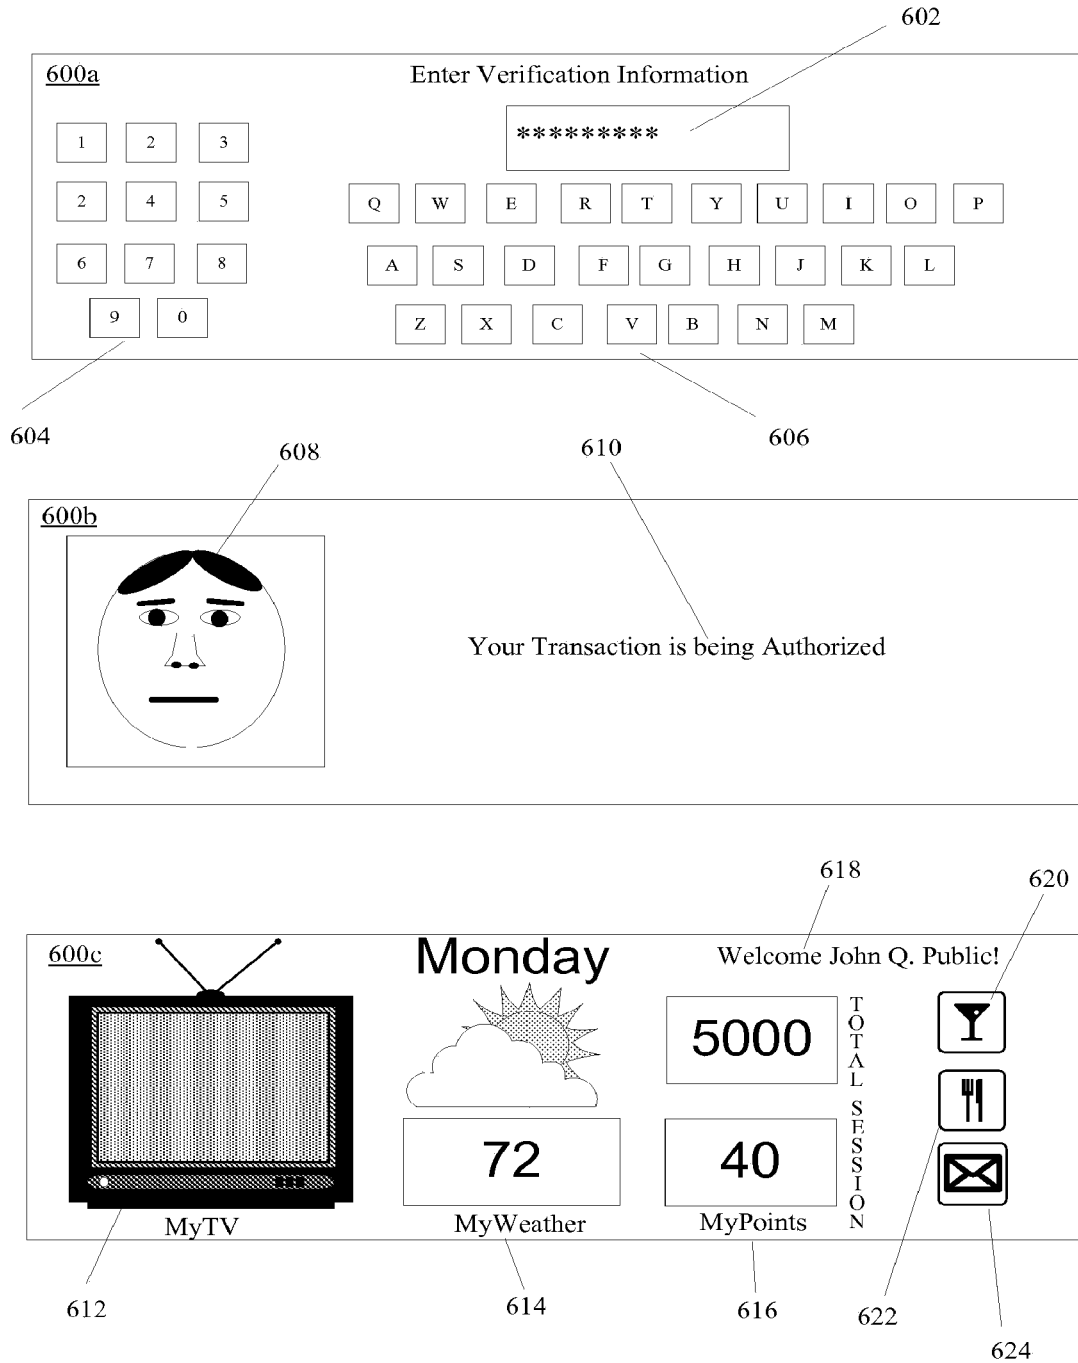 602
600a
Enter Verification Information
*********
1 2 3
2 4 5
6 7 8
9 0
Q W E R T Y U I O P
A S D F G H J K L
Z X C V B N M
604
606
608
610
600b
Your Transaction is being Authorized
618
620
600c
Monday
Welcome John Q. Public!
5000
TOTAL
72
40
SESSION
MyTV
MyWeather
MyPoints
612
614
616
622
624